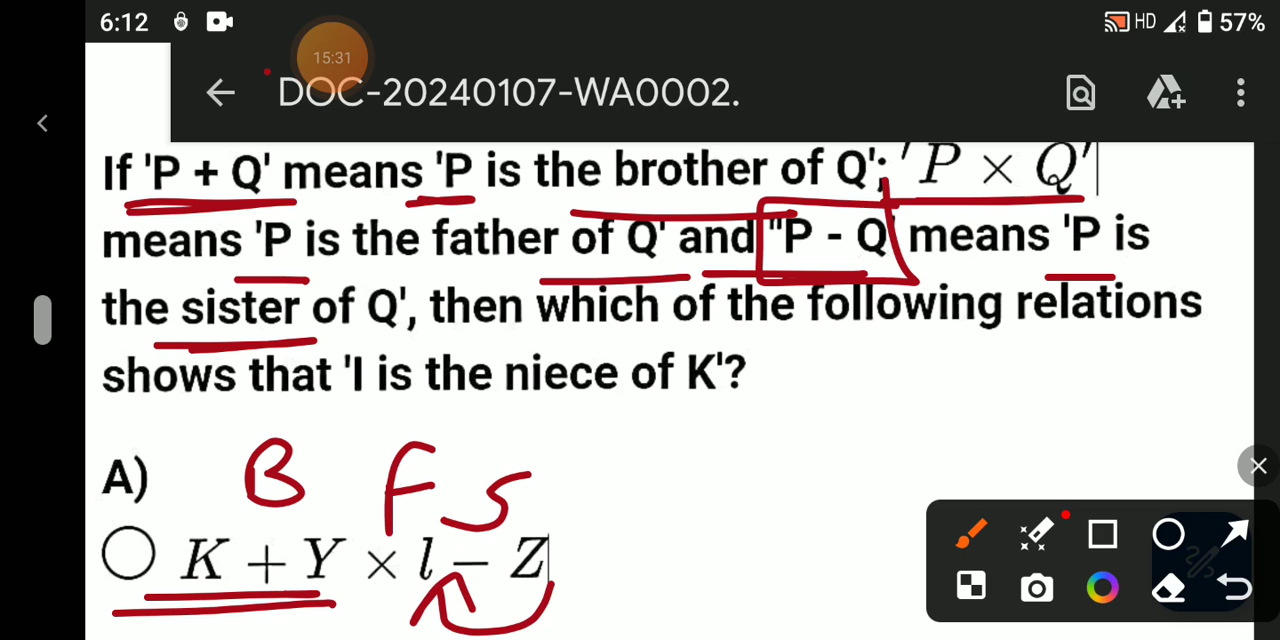 6:12 HD 57%
15:31
DOC-20240107-WA0002.
If 'P + Q' means 'P is the brother of Q'; 'P × Q'
means 'P is the father of Q' and "P - Q' means 'P is
the sister of Q', then which of the following relations
shows that 'I is the niece of K'?
B F S
A)
K + Y × l − Z